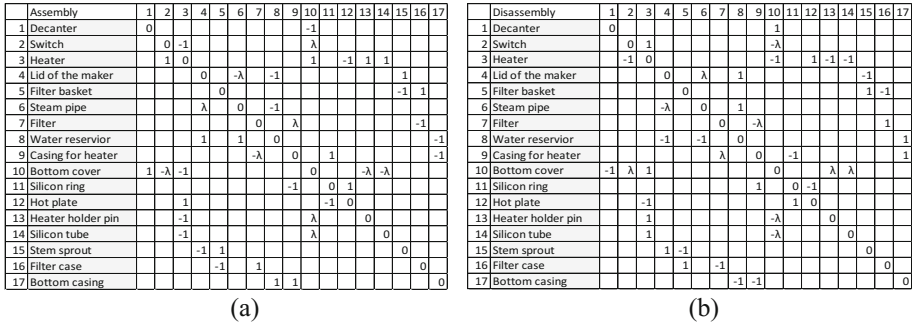 Assembly 1 2 3 4 5 6 7 8 9 10 11 12 13 14 15 16 17
1 Decanter 0 -1
2 Switch 0 -1 λ
3 Heater 1 0 1 -1 1 1
4 Lid of the maker 0 -λ -1 1
5 Filter basket 0 -1 1
6 Steam pipe λ 0 -1
7 Filter 0 λ -1
8 Water reservior 1 1 0 -1
9 Casing for heater -λ 0 1 -1
10 Bottom cover 1 -λ -1 0 -λ -λ
11 Silicon ring -1 0 1
12 Hot plate 1 -1 0
13 Heater holder pin -1 λ 0
14 Silicon tube -1 λ 0
15 Stem sprout -1 1 0
16 Filter case -1 1 0
17 Bottom casing 1 1 0
(a)
Disassembly 1 2 3 4 5 6 7 8 9 10 11 12 13 14 15 16 17
1 Decanter 0 1
2 Switch 0 1 -λ
3 Heater -1 0 -1 1 -1 -1
4 Lid of the maker 0 λ 1 -1
5 Filter basket 0 1 -1
6 Steam pipe -λ 0 1
7 Filter 0 -λ 1
8 Water reservior -1 -1 0 1
9 Casing for heater λ 0 -1 1
10 Bottom cover -1 λ 1 0 λ λ
11 Silicon ring 1 0 -1
12 Hot plate -1 1 0
13 Heater holder pin 1 -λ 0
14 Silicon tube 1 -λ 0
15 Stem sprout 1 -1 0
16 Filter case 1 -1 0
17 Bottom casing -1 -1 0
(b)